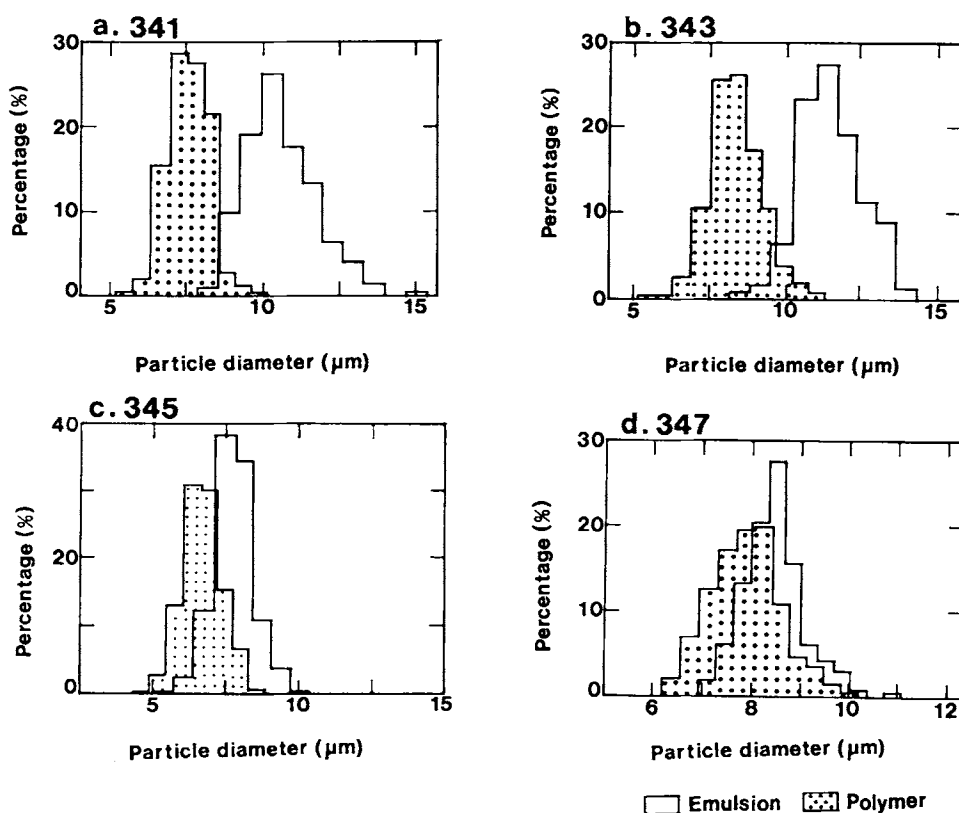 a. 341
30
20
10
0
Percentage (%)
5
10
15
Particle diameter (μm)
b. 343
30
20
10
0
Percentage (%)
5
10
15
Particle diameter (μm)
c. 345
40
20
0
Percentage (%)
5
10
15
Particle diameter (μm)
d. 347
30
20
10
0
Percentage (%)
6
8
10
12
Particle diameter (μm)
Emulsion
Polymer